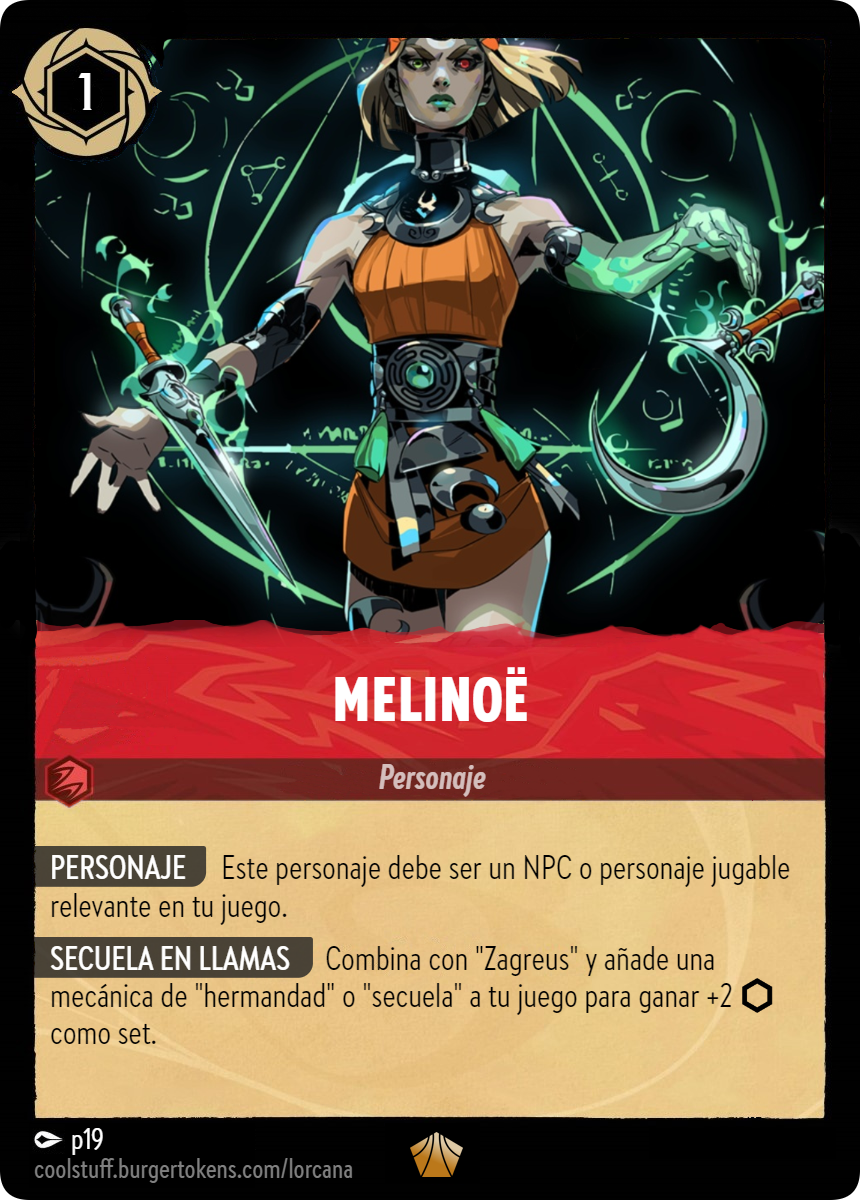 1
MELINOË
Personaje
PERSONAJE Este personaje debe ser un NPC o personaje jugable
relevante en tu juego.
SECUELA EN LLAMAS Combina con "Zagreus" y añade una
mecánica de "hermandad" o "secuela" a tu juego para ganar +2
como set.
p19
coolstuff.burgertokens.com/lorcana